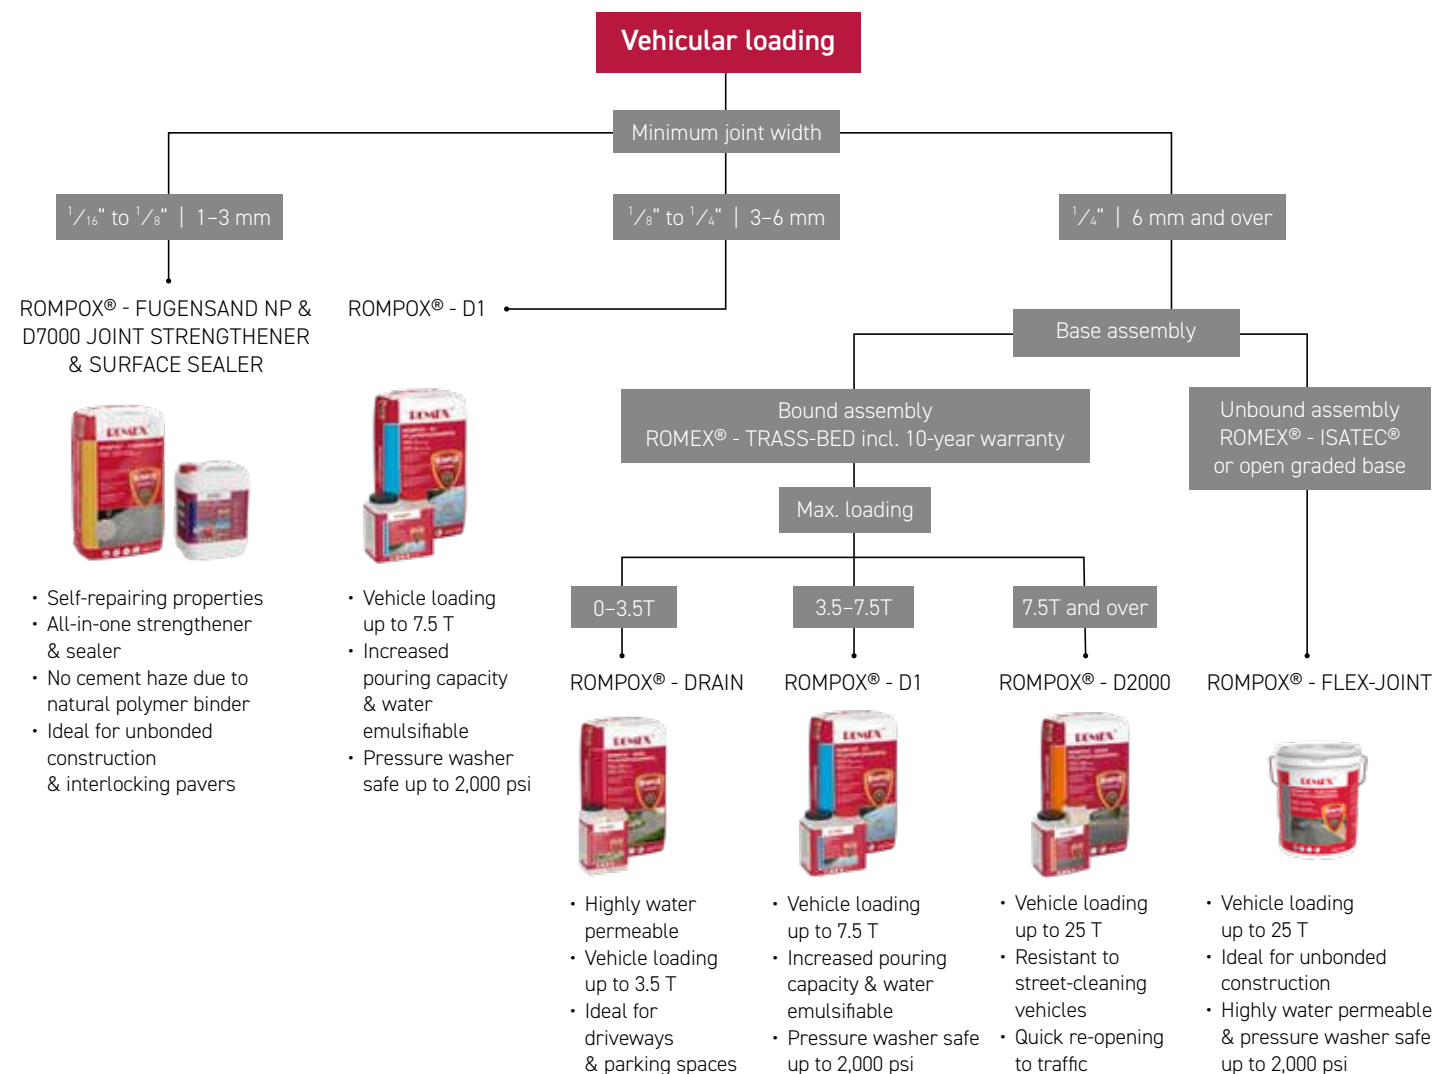 Vehicular loading
Minimum joint width
1/16“ to 1/8“ | 1–3 mm
1/8“ to 1/4“ | 3–6 mm
1/4“ | 6 mm and over
ROMPOX® - FUGENSAND NP &
D7000 JOINT STRENGTHENER
& SURFACE SEALER
ROMPOX® - D1
Base assembly
Bound assembly
ROMEX® - TRASS-BED incl. 10-year warranty
Unbound assembly
ROMEX® - ISATEC®
or open graded base
Max. loading
0–3.5T
3.5–7.5T
7.5T and over
ROMEX
• Self-repairing properties
• All-in-one strengthener
& sealer
• No cement haze due to
natural polymer binder
• Ideal for unbonded
construction
& interlocking pavers
ROMEX
• Vehicle loading
up to 7.5 T
• Increased
pouring capacity
& water
emulsifiable
• Pressure washer
safe up to 2,000 psi
ROMPOX® - DRAIN
ROMEX
• Highly water
permeable
• Vehicle loading
up to 3.5 T
• Ideal for
driveways
& parking spaces
ROMPOX® - D1
ROMEX
• Vehicle loading
up to 7.5 T
• Increased pouring
capacity & water
emulsifiable
• Pressure washer safe
up to 2,000 psi
ROMPOX® - D2000
ROMEX
• Vehicle loading
up to 25 T
• Resistant to
street-cleaning
vehicles
• Quick re-opening
to traffic
ROMPOX® - FLEX-JOINT
ROMEX
• Vehicle loading
up to 25 T
• Ideal for unbonded
construction
• Highly water permeable
& pressure washer safe
up to 2,000 psi